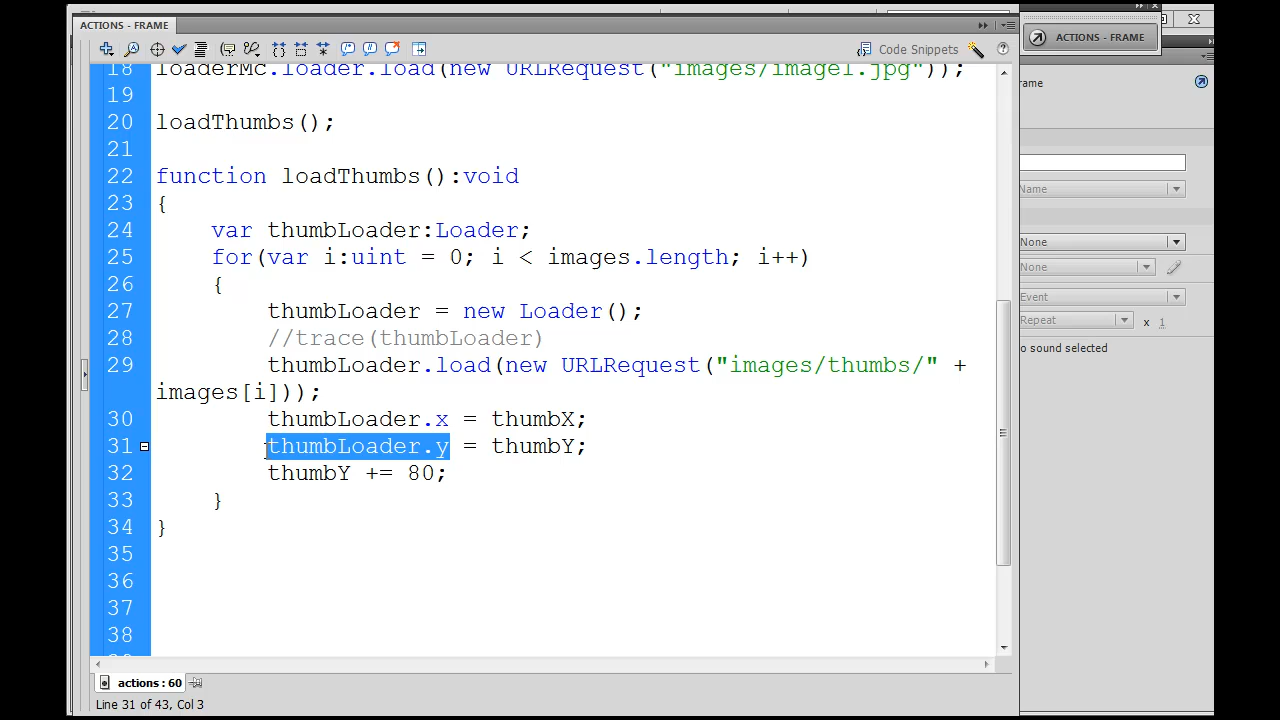 ACTIONS - FRAME
ACTIONS - FRAME
Code Snippets
18 loaderMc.loader.load(new URLRequest("images/image1.jpg"));
19
20 loadThumbs();
21
22 function loadThumbs():void
23 {
24 var thumbLoader:Loader;
25 for(var i:uint = 0; i < images.length; i++)
26 {
27 thumbLoader = new Loader();
28 //trace(thumbLoader)
29 thumbLoader.load(new URLRequest("images/thumbs/" +
images[i]));
30 thumbLoader.x = thumbX;
31 thumbLoader.y = thumbY;
32 thumbY += 80;
33 }
34 }
35
36
37
38
actions : 60
Line 31 of 43, Col 3
rame
Name
None
None
Event
Repeat x 1
o sound selected